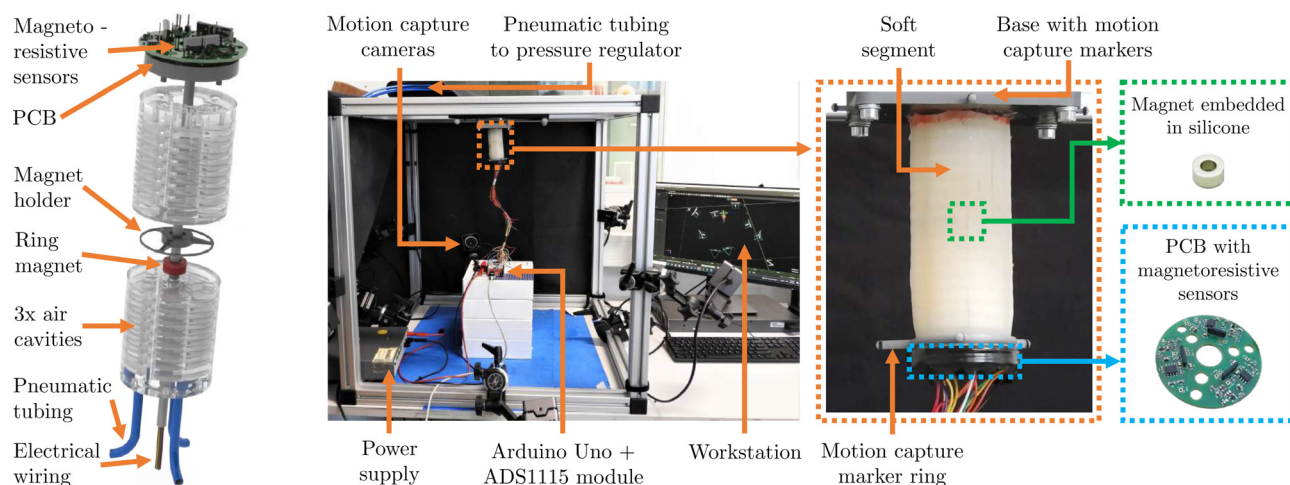 Magneto -
resistive
sensors
PCB
Magnet
holder
Ring
magnet
3x air
cavities
Pneumatic
tubing
Electrical
wiring
Motion capture
cameras
Pneumatic tubing
to pressure regulator
Power
supply
Arduino Uno +
ADS1115 module
Workstation
Soft
segment
Base with motion
capture markers
Motion capture
marker ring
Magnet embedded
in silicone
PCB with
magnetoresistive
sensors